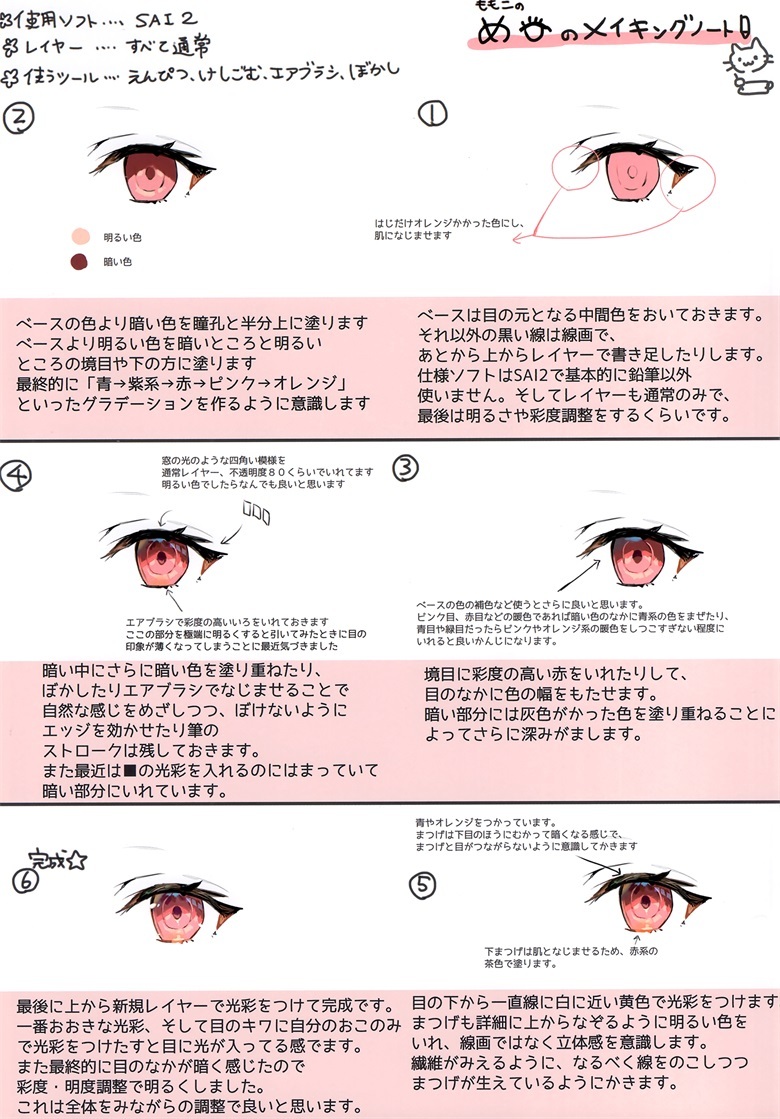 ももこの
めのメイキングノート!
※使用ソフト…、SAI2
※レイヤー …. すべて通常
※使うツール … えんぴつ、けしごむ、エアブラシ、ぼかし
①
はじだけオレンジかかった色にし、
肌になじませます
ベースは目の元となる中間色をおいておきます。
それ以外の黒い線は線画で、
あとから上からレイヤーで書き足したりします。
仕様ソフトはSAI2で基本的に鉛筆以外
使いません。そしてレイヤーも通常のみで、
最後は明るさや彩度調整をするくらいです。
②
明るい色
暗い色
ベースの色より暗い色を瞳孔と半分上に塗ります
ベースより明るい色を暗いところと明るい
ところの境目や下の方に塗ります
最終的に「青→紫系→赤→ピンク→オレンジ」
といったグラデーションを作るように意識します
③
ベースの色の補色など使うとさらに良いと思います。
ピンク目、赤目などの暖色であれば暗い色のなかに青系の色をまぜたり、
青目や緑目だったらピンクやオレンジ系の暖色をしつこすぎない程度に
いれると良いかんじになります。
境目に彩度の高い赤をいれたりして、
目のなかに色の幅をもたせます。
暗い部分には灰色がかった色を塗り重ねることに
よってさらに深みがまします。
④
窓の光のような四角い模様を
通常レイヤー、不透明度80くらいでいれてます
明るい色でしたらなんでも良いと思います
エアブラシで彩度の高いいろをいれておきます
ここの部分を極端に明るくすると引いてみたときに目の
印象が薄くなってしまうことに最近気づきました
暗い中にさらに暗い色を塗り重ねたり、
ぼかしたりエアブラシでなじませることで
自然な感じをめざしつつ、ぼけないように
エッジを効かせたり筆の
ストロークは残しておきます。
また最近は■の光彩を入れるのにはまっていて
暗い部分にいれています。
⑤
青やオレンジをつかっています。
まつげは下目のほうにむかって暗くなる感じで、
まつげと目がつながらないように意識してかきます
下まつげは肌となじませるため、赤系の
茶色で塗ります。
目の下から一直線に白に近い黄色で光彩をつけます
まつげも詳細に上からなぞるように明るい色を
いれ、線画ではなく立体感を意識します。
繊維がみえるように、なるべく線をのこしつつ
まつげが生えているようにかきます。
完成☆
⑥
最後に上から新規レイヤーで光彩をつけて完成です。
一番おおきな光彩、そして目のキワに自分のおこのみ
で光彩をつけたすと目に光が入ってる感でます。
また最終的に目のなかが暗く感じたので
彩度・明度調整で明るくしました。
これは全体をみながらの調整で良いと思います。